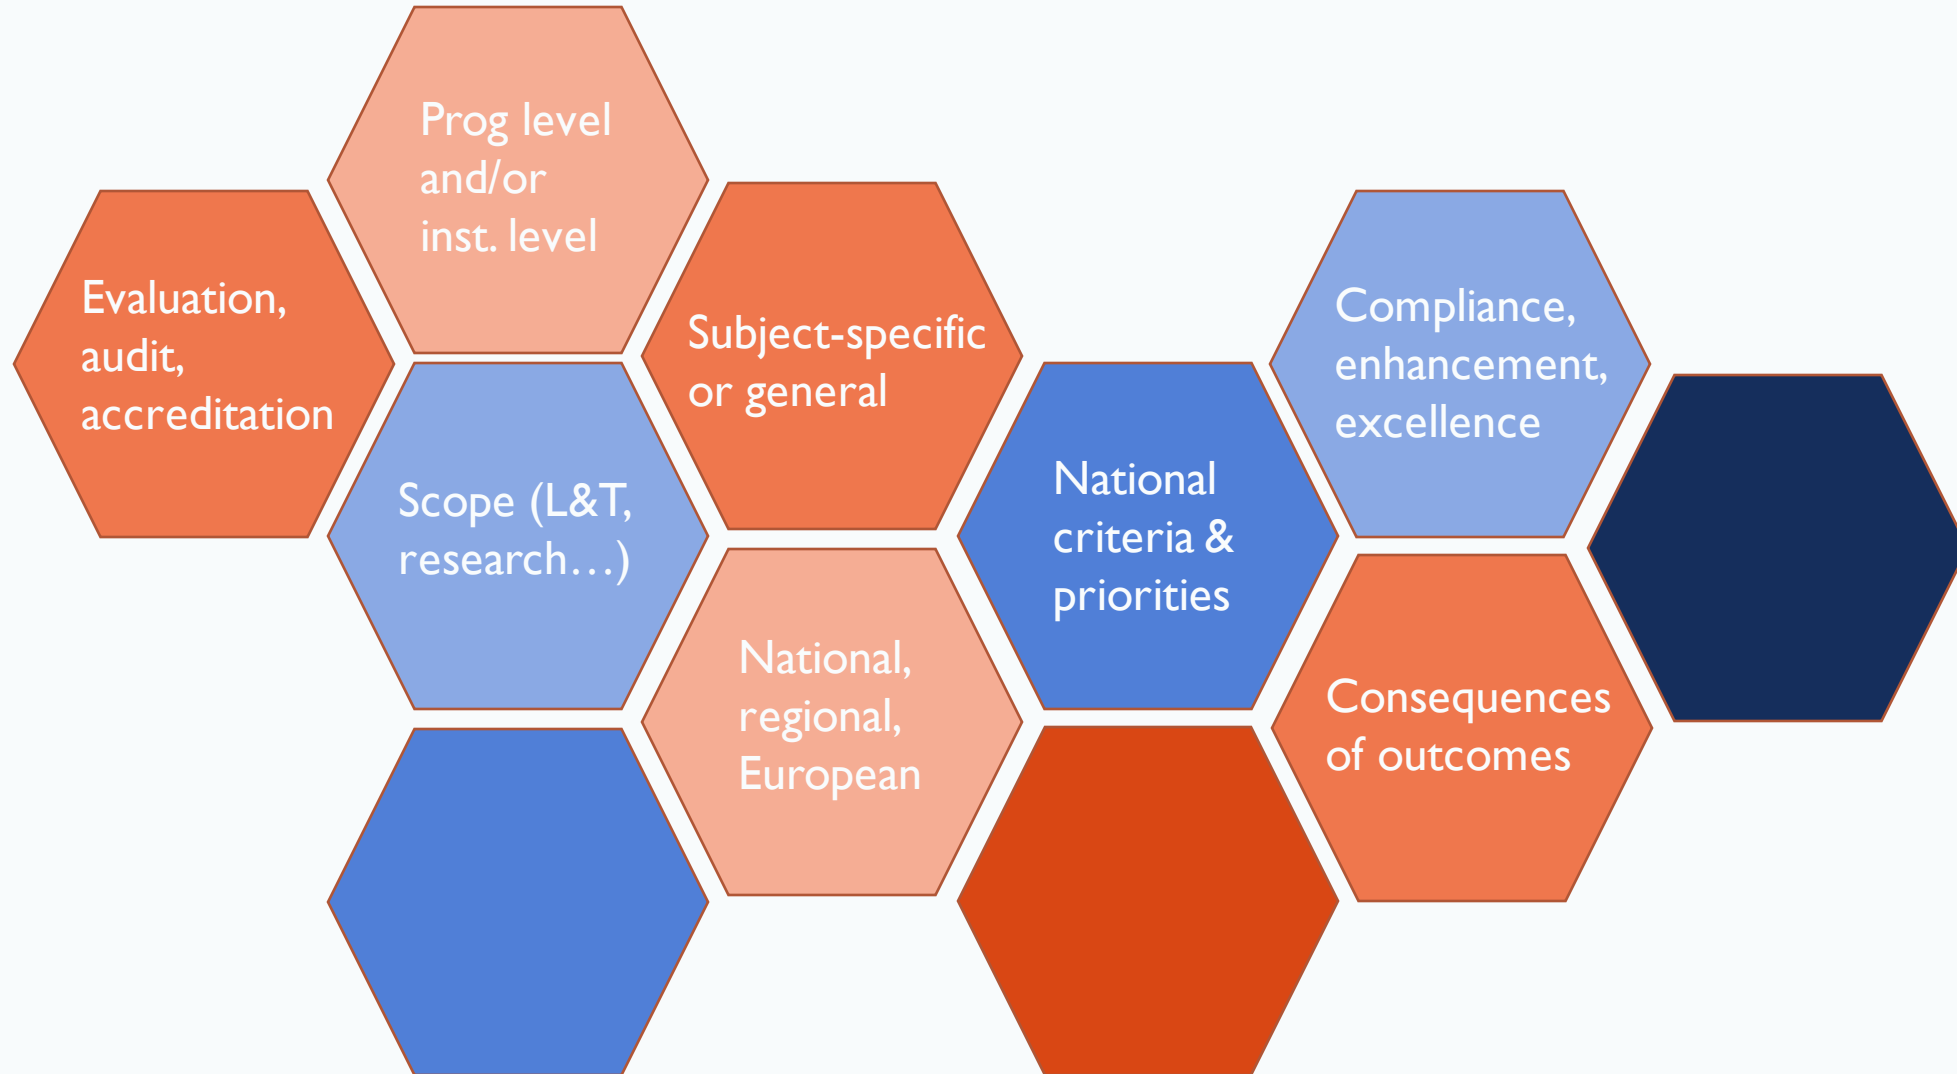 Prog level
and/or
inst. level
Evaluation,
audit,
accreditation
Subject-specific
or general
Compliance,
enhancement,
excellence
Scope (L&T,
research…)
National
criteria &
priorities
National,
regional,
European
Consequences
of outcomes